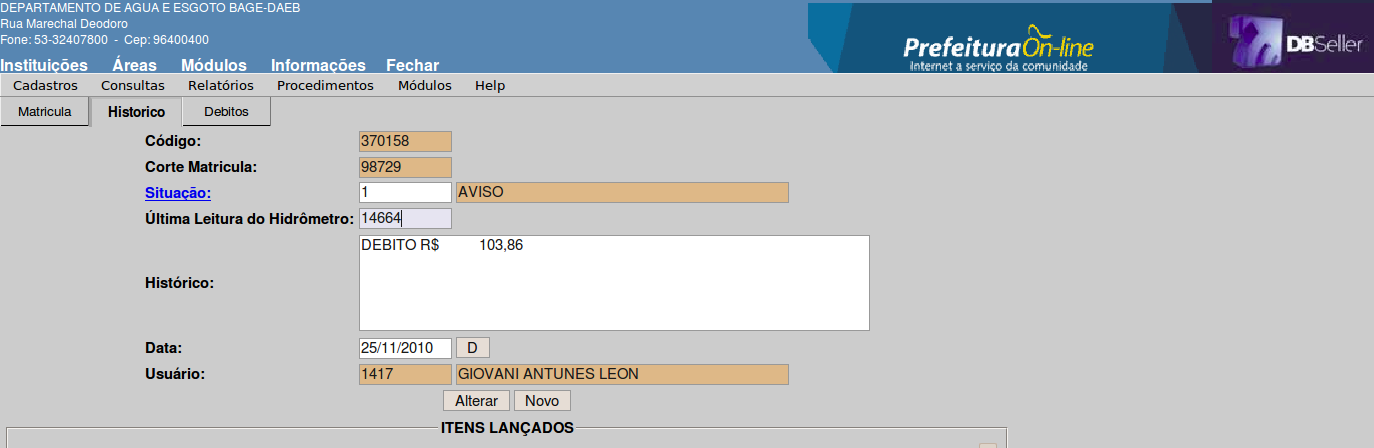 DEPARTAMENTO DE AGUA E ESGOTO BAGE-DAEB
Rua Marechal Deodoro
Fone: 53-32407800 - Cep: 96400400
PrefeituraOn-line
Internet a serviço da comunidade
DBSeller
Instituições Áreas Módulos Informações Fechar
Cadastros Consultas Relatórios Procedimentos Módulos Help
Matricula Historico Debitos
Código: 370158
Corte Matricula: 98729
Situação: 1 AVISO
Última Leitura do Hidrômetro: 14664
Histórico: DEBITO R$ 103,86
Data: 25/11/2010 D
Usuário: 1417 GIOVANI ANTUNES LEON
Alterar Novo
ITENS LANÇADOS